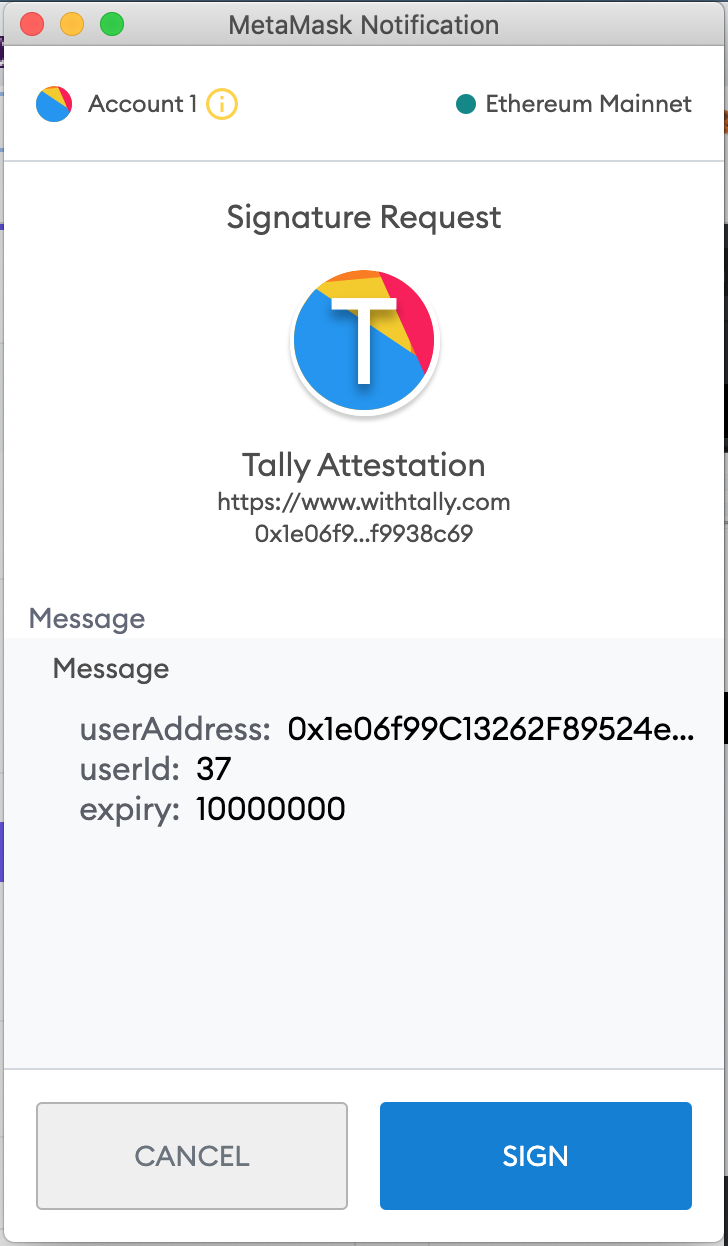 MetaMask Notification
Account 1
Ethereum Mainnet
Signature Request
T
Tally Attestation
https://www.withtally.com
0x1e06f9...f9938c69
Message
Message
userAddress: 0x1e06f99C13262F89524e...
userId: 37
expiry: 10000000
CANCEL
SIGN